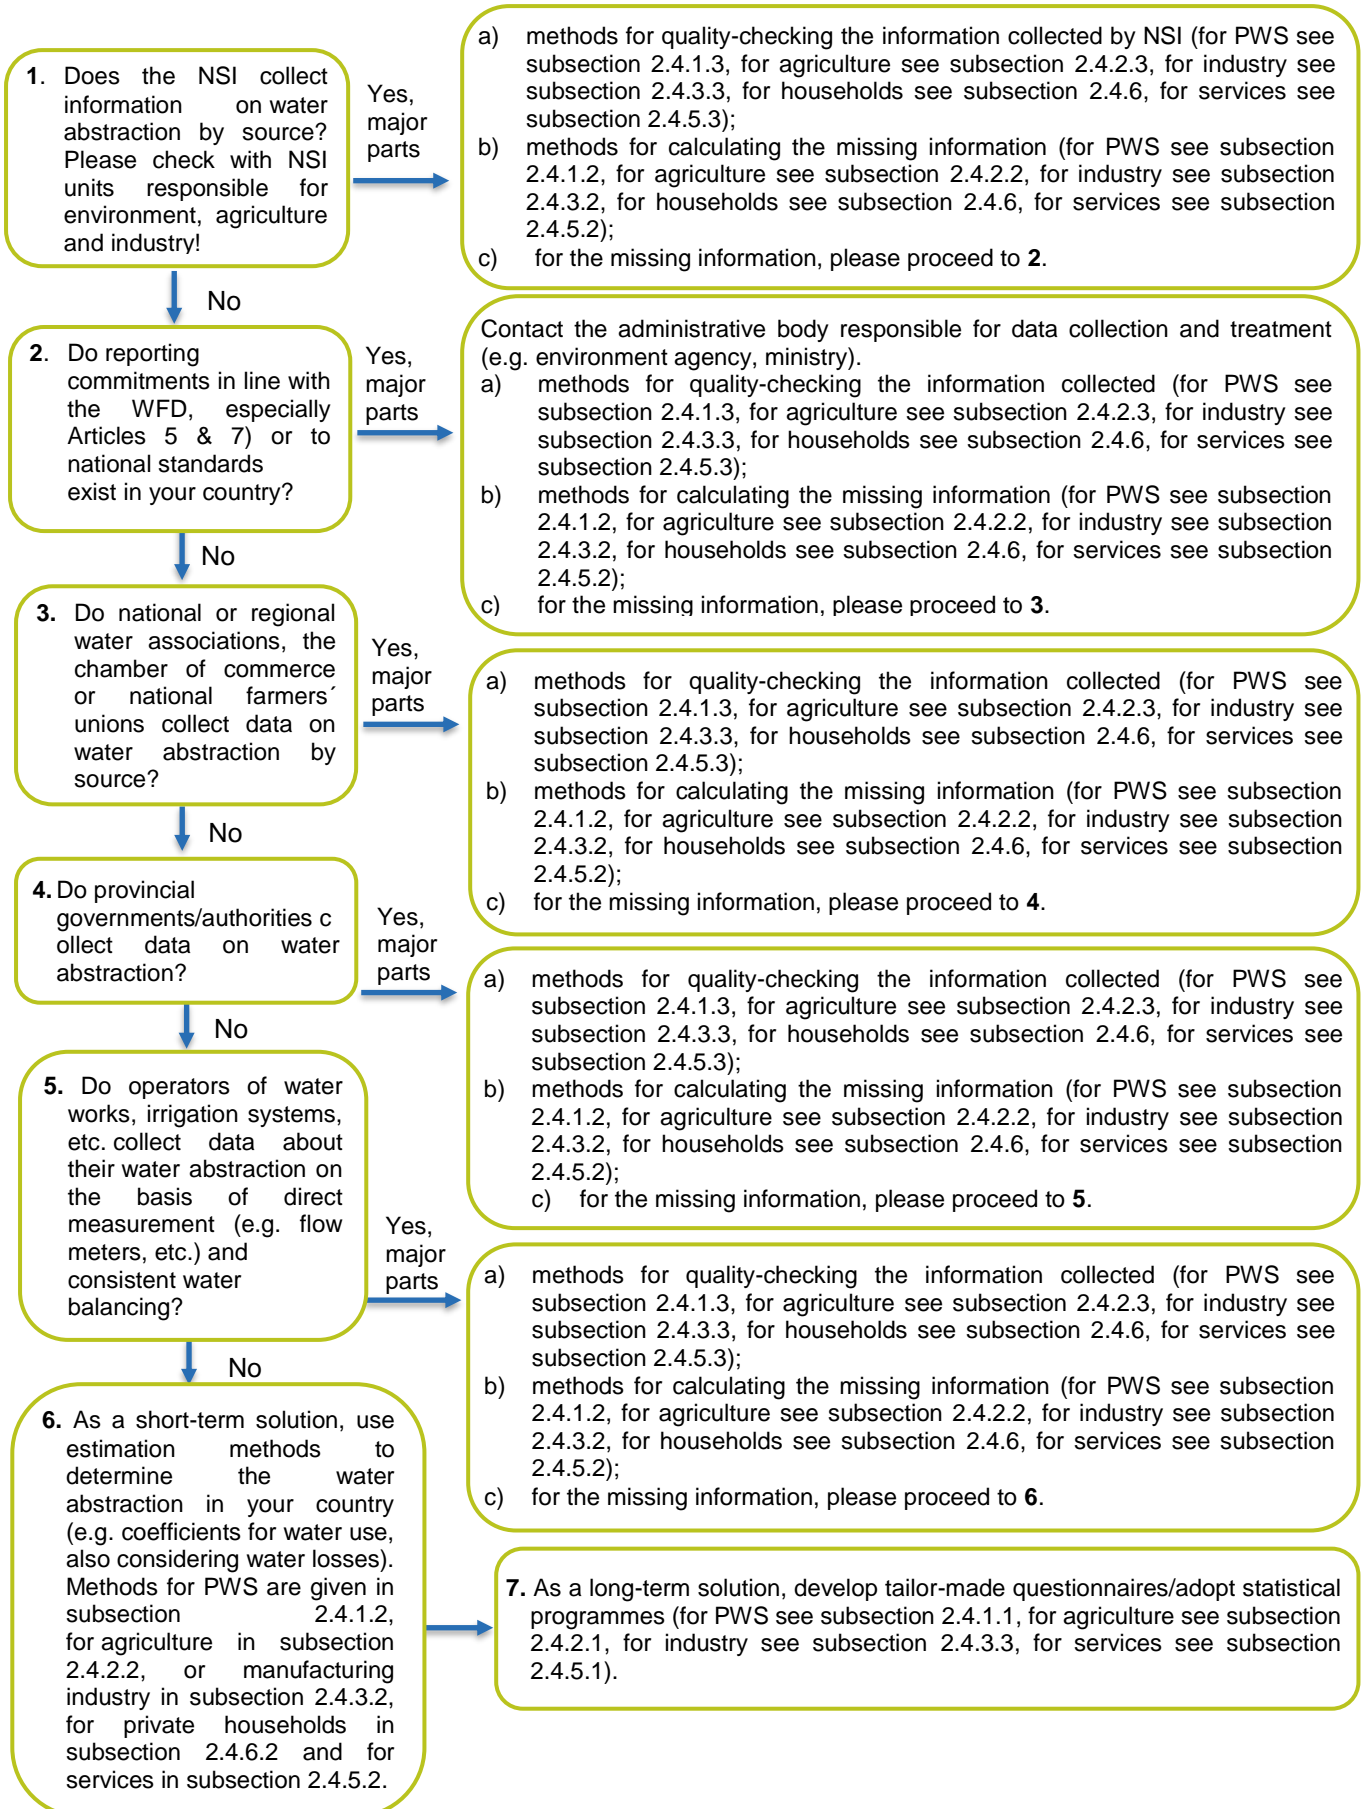 1. Does the NSI collect
information on water
abstraction by source?
Please check with NSI
units responsible for
environment, agriculture
and industry!
Yes,
major
parts
a) methods for quality-checking the information collected by NSI (for PWS see
subsection 2.4.1.3, for agriculture see subsection 2.4.2.3, for industry see
subsection 2.4.3.3, for households see subsection 2.4.6, for services see
subsection 2.4.5.3);
b) methods for calculating the missing information (for PWS see subsection
2.4.1.2, for agriculture see subsection 2.4.2.2, for industry see subsection
2.4.3.2, for households see subsection 2.4.6, for services see subsection
2.4.5.2);
c) for the missing information, please proceed to 2.
No
2. Do reporting
commitments in line with
the WFD, especially
Articles 5 & 7) or to
national standards
exist in your country?
Yes,
major
parts
Contact the administrative body responsible for data collection and treatment
(e.g. environment agency, ministry).
a) methods for quality-checking the information collected (for PWS see
subsection 2.4.1.3, for agriculture see subsection 2.4.2.3, for industry see
subsection 2.4.3.3, for households see subsection 2.4.6, for services see
subsection 2.4.5.3);
b) methods for calculating the missing information (for PWS see subsection
2.4.1.2, for agriculture see subsection 2.4.2.2, for industry see subsection
2.4.3.2, for households see subsection 2.4.6, for services see subsection
2.4.5.2);
c) for the missing information, please proceed to 3.
No
3. Do national or regional
water associations, the
chamber of commerce
or national farmers´
unions collect data on
water abstraction by
source?
Yes,
major
parts
a) methods for quality-checking the information collected (for PWS see
subsection 2.4.1.3, for agriculture see subsection 2.4.2.3, for industry see
subsection 2.4.3.3, for households see subsection 2.4.6, for services see
subsection 2.4.5.3);
b) methods for calculating the missing information (for PWS see subsection
2.4.1.2, for agriculture see subsection 2.4.2.2, for industry see subsection
2.4.3.2, for households see subsection 2.4.6, for services see subsection
2.4.5.2);
c) for the missing information, please proceed to 4.
No
4. Do provincial
governments/authorities c
ollect data on water
abstraction?
Yes,
major
parts
a) methods for quality-checking the information collected (for PWS see
subsection 2.4.1.3, for agriculture see subsection 2.4.2.3, for industry see
subsection 2.4.3.3, for households see subsection 2.4.6, for services see
subsection 2.4.5.3);
b) methods for calculating the missing information (for PWS see subsection
2.4.1.2, for agriculture see subsection 2.4.2.2, for industry see subsection
2.4.3.2, for households see subsection 2.4.6, for services see subsection
2.4.5.2);
c) for the missing information, please proceed to 5.
No
5. Do operators of water
works, irrigation systems,
etc. collect data about
their water abstraction on
the basis of direct
measurement (e.g. flow
meters, etc.) and
consistent water
balancing?
Yes,
major
parts
a) methods for quality-checking the information collected (for PWS see
subsection 2.4.1.3, for agriculture see subsection 2.4.2.3, for industry see
subsection 2.4.3.3, for households see subsection 2.4.6, for services see
subsection 2.4.5.3);
b) methods for calculating the missing information (for PWS see subsection
2.4.1.2, for agriculture see subsection 2.4.2.2, for industry see subsection
2.4.3.2, for households see subsection 2.4.6, for services see subsection
2.4.5.2);
c) for the missing information, please proceed to 6.
No
6. As a short-term solution, use
estimation methods to
determine the water
abstraction in your country
(e.g. coefficients for water use,
also considering water losses).
Methods for PWS are given in
subsection 2.4.1.2,
for agriculture in subsection
2.4.2.2, or manufacturing
industry in subsection 2.4.3.2,
for private households in
subsection 2.4.6.2 and for
services in subsection 2.4.5.2.
7. As a long-term solution, develop tailor-made questionnaires/adopt statistical
programmes (for PWS see subsection 2.4.1.1, for agriculture see subsection
2.4.2.1, for industry see subsection 2.4.3.3, for services see subsection
2.4.5.1).